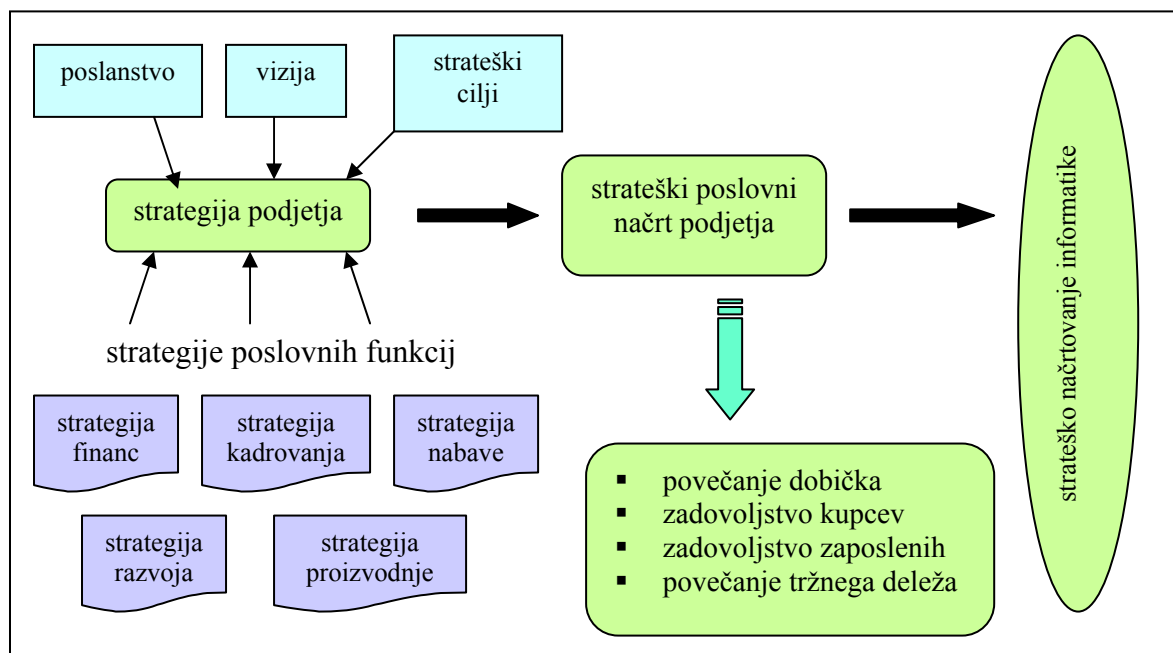 poslanstvo
vizija
strateški
cilji
strategija podjetja
strateški poslovni
načrt podjetja
strateško načrtovanje informatike
strategije poslovnih funkcij
strategija
financ
strategija
kadrovanja
strategija
nabave
strategija
razvoja
strategija
proizvodnje
▪ povečanje dobička
▪ zadovoljstvo kupcev
▪ zadovoljstvo zaposlenih
▪ povečanje tržnega deleža